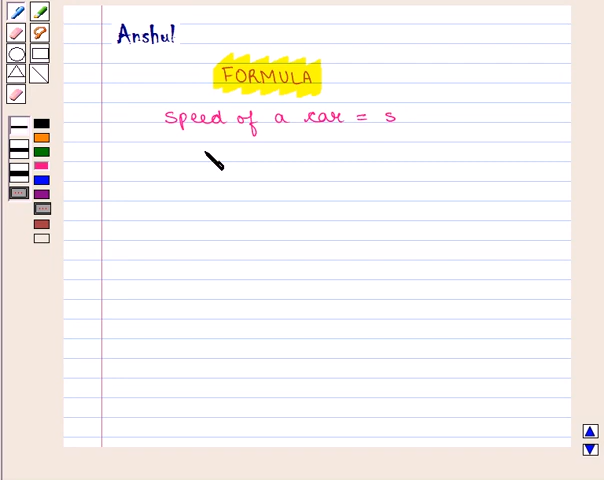 Anshul
FORMULA
Speed of a car = s